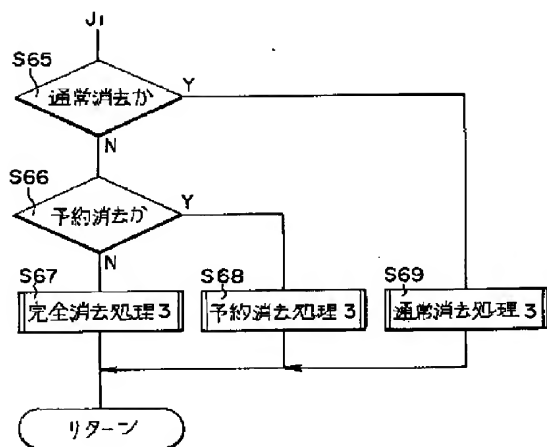 J1
S65
通常消去か
Y
N
S66
予約消去か
Y
N
S67
完全消去処理3
S68
予約消去処理3
S69
通常消去処理3
リターン